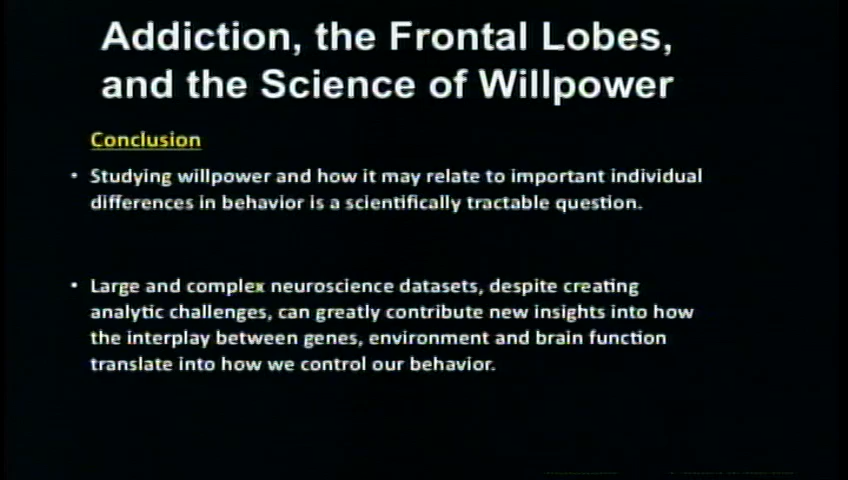 Addiction, the Frontal Lobes,
and the Science of Willpower
Conclusion
• Studying willpower and how it may relate to important individual
differences in behavior is a scientifically tractable question.
• Large and complex neuroscience datasets, despite creating
analytic challenges, can greatly contribute new insights into how
the interplay between genes, environment and brain function
translate into how we control our behavior.